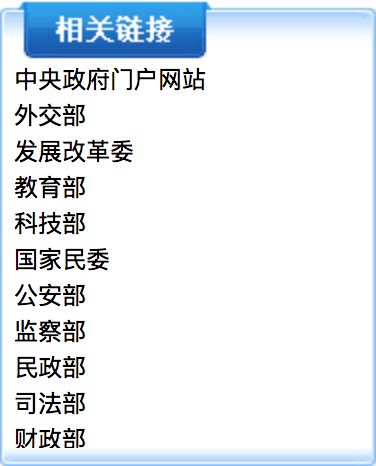 相关链接
中央政府门户网站
外交部
发展改革委
教育部
科技部
国家民委
公安部
监察部
民政部
司法部
财政部